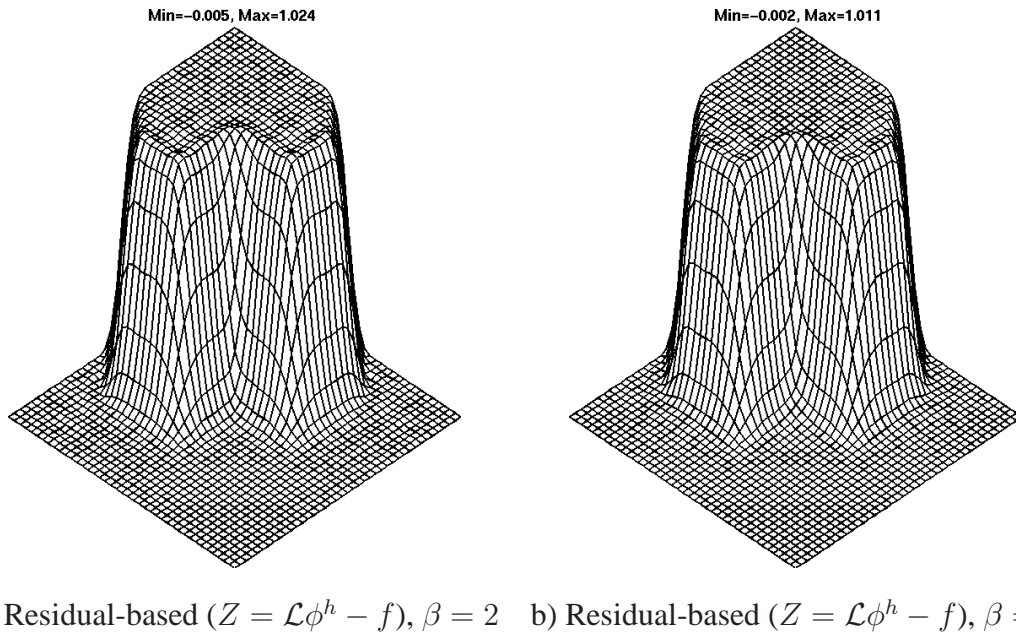 Min=−0.005, Max=1.024
Min=−0.002, Max=1.011
Residual-based (Z = ℒϕ^h − f), β = 2
b) Residual-based (Z = ℒϕ^h − f), β =